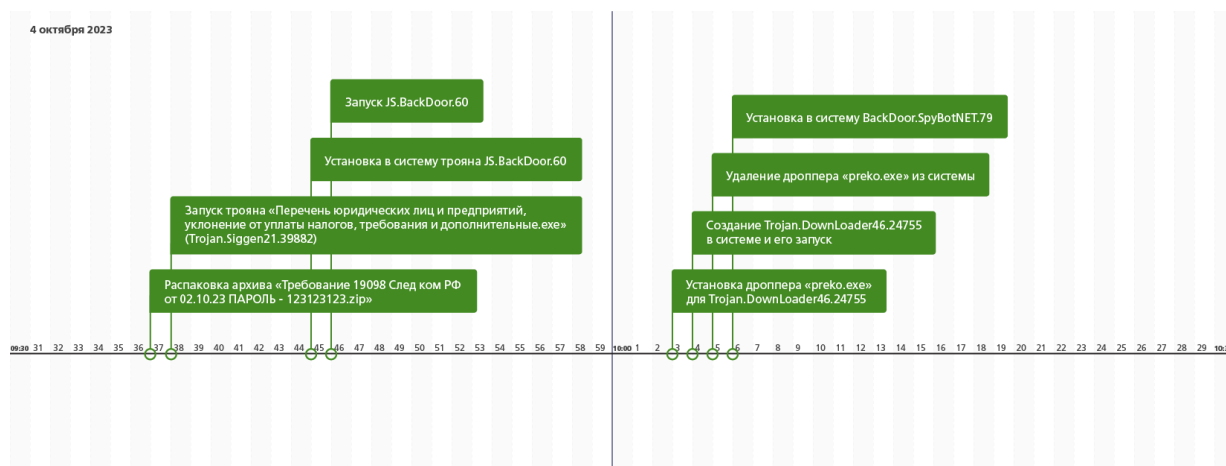 4 октября 2023
Запуск JS.BackDoor.60
Установка в систему трояна JS.BackDoor.60
Запуск трояна «Перечень юридических лиц и предприятий,
уклонение от уплаты налогов, требования и дополнительные.exe»
(Trojan.Siggen21.39882)
Распаковка архива «Требование 19098 След ком РФ
от 02.10.23 ПАРОЛЬ - 123123123.zip»
Установка в систему BackDoor.SpyBotNET.79
Удаление дроппера «preko.exe» из системы
Создание Trojan.DownLoader46.24755
в системе и его запуск
Установка дроппера «preko.exe»
для Trojan.DownLoader46.24755
09:30 31 32 33 34 35 36 37 38 39 40 41 42 43 44 45 46 47 48 49 50 51 52 53 54 55 56 57 58 59 10:00 1 2 3 4 5 6 7 8 9 10 11 12 13 14 15 16 17 18 19 20 21 22 23 24 25 26 27 28 29